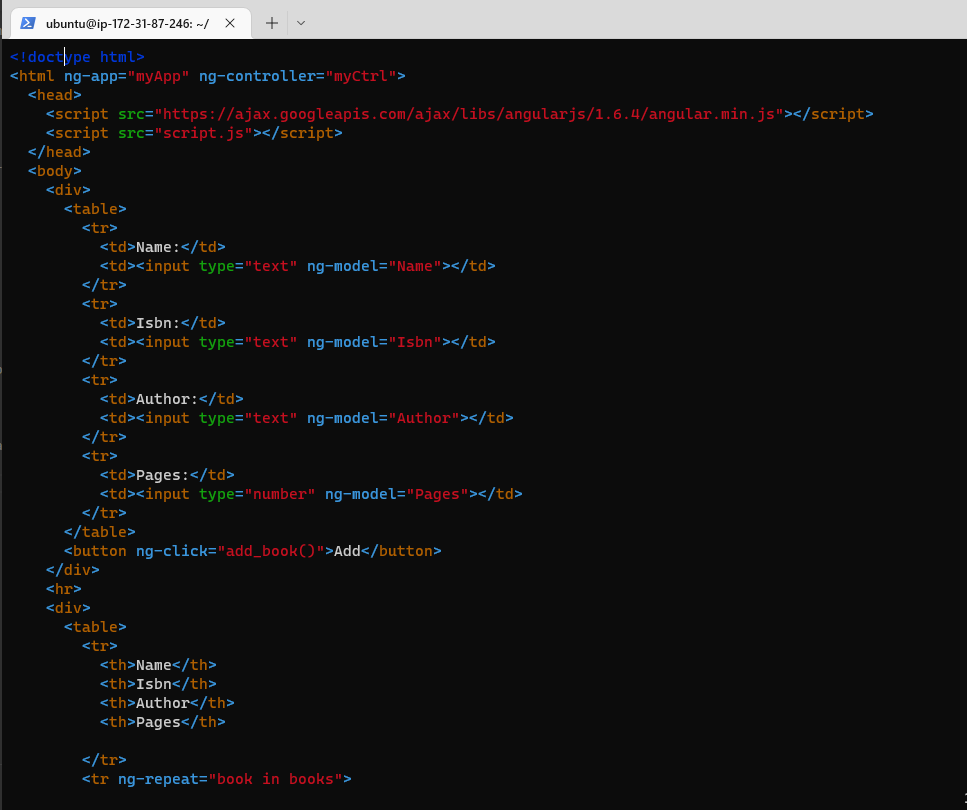 ubuntu@ip-172-31-87-246: ~/
<!doctype html>
<html ng-app="myApp" ng-controller="myCtrl">
  <head>
    <script src="https://ajax.googleapis.com/ajax/libs/angularjs/1.6.4/angular.min.js"></script>
    <script src="script.js"></script>
  </head>
  <body>
    <div>
      <table>
        <tr>
          <td>Name:</td>
          <td><input type="text" ng-model="Name"></td>
        </tr>
        <tr>
          <td>Isbn:</td>
          <td><input type="text" ng-model="Isbn"></td>
        </tr>
        <tr>
          <td>Author:</td>
          <td><input type="text" ng-model="Author"></td>
        </tr>
        <tr>
          <td>Pages:</td>
          <td><input type="number" ng-model="Pages"></td>
        </tr>
      </table>
      <button ng-click="add_book()">Add</button>
    </div>
    <hr>
    <div>
      <table>
        <tr>
          <th>Name</th>
          <th>Isbn</th>
          <th>Author</th>
          <th>Pages</th>

        </tr>
        <tr ng-repeat="book in books">